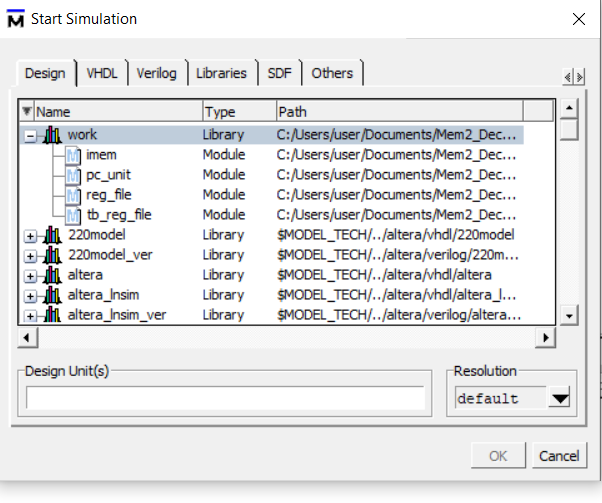 Start Simulation
Design VHDL Verilog Libraries SDF Others
Name Type Path
work Library C:/Users/user/Documents/Mem2_Dec...
imem Module C:/Users/user/Documents/Mem2_Dec...
pc_unit Module C:/Users/user/Documents/Mem2_Dec...
reg_file Module C:/Users/user/Documents/Mem2_Dec...
tb_reg_file Module C:/Users/user/Documents/Mem2_Dec...
220model Library $MODEL_TECH/../altera/vhdl/220model
220model_ver Library $MODEL_TECH/../altera/verilog/220m...
altera Library $MODEL_TECH/../altera/vhdl/altera
altera_lnsim Library $MODEL_TECH/../altera/vhdl/altera_l...
altera_lnsim_ver Library $MODEL_TECH/../altera/verilog/altera...
Design Unit(s) Resolution
default
OK Cancel